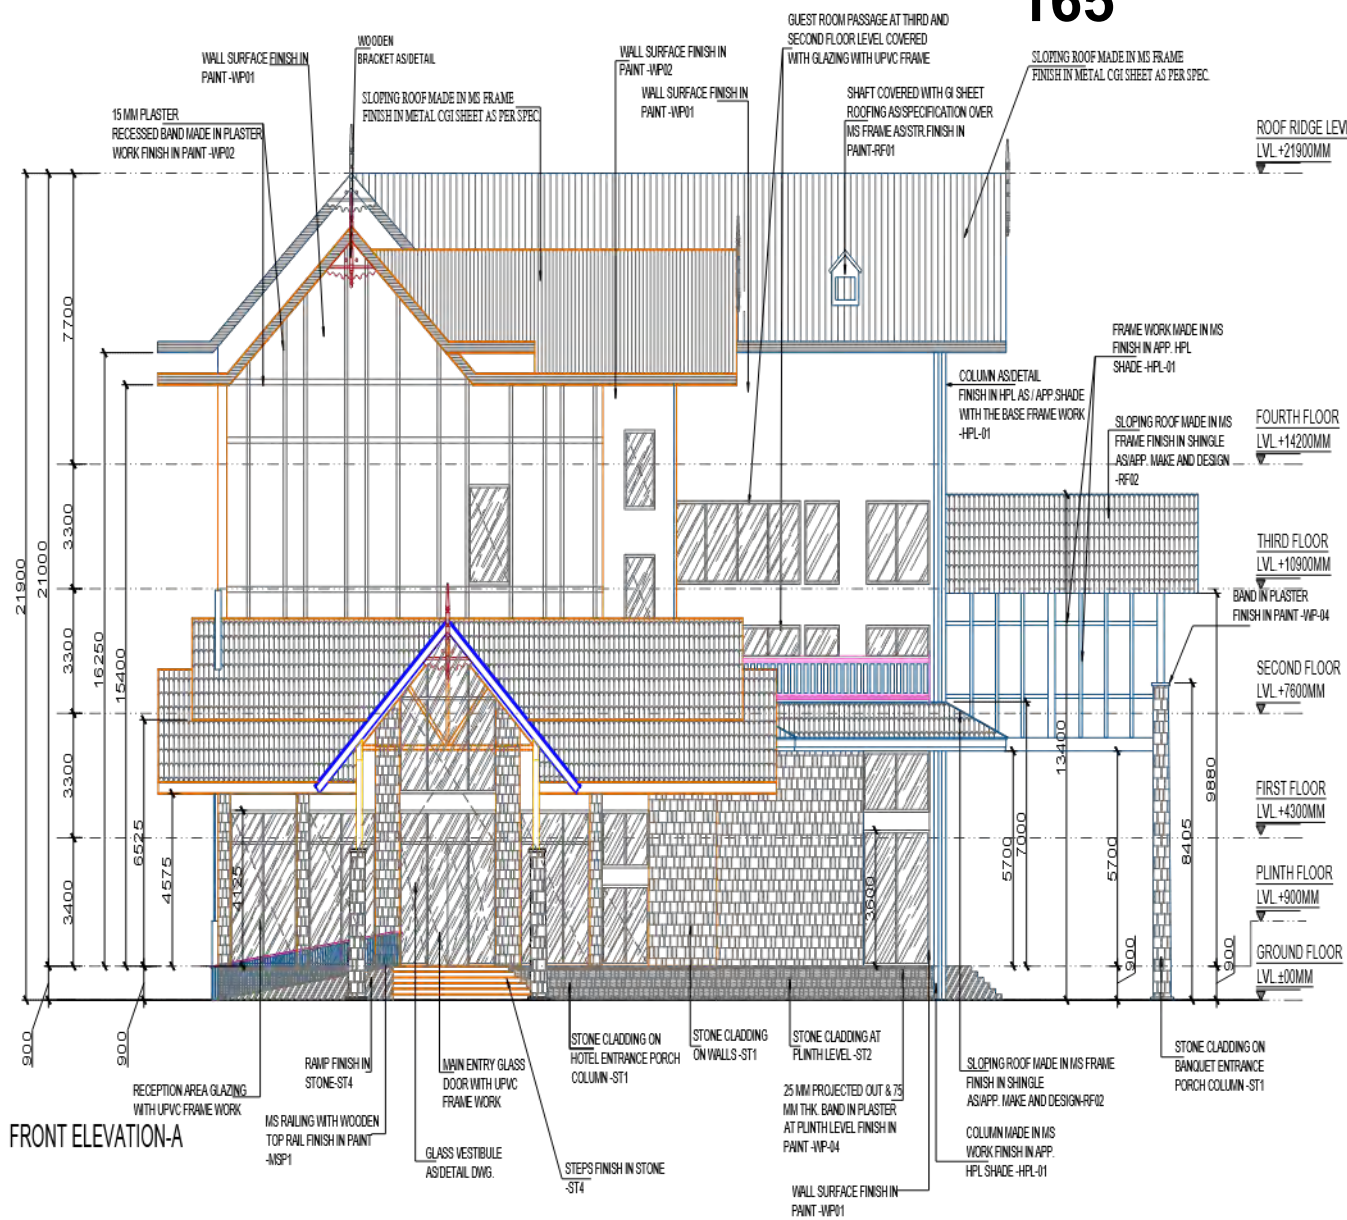 165
GUEST ROOM PASSAGE AT THIRD AND
SECOND FLOOR LEVEL COVERED
WITH GLAZING WITH UPVC FRAME
WOODEN
BRACKET AS/DETAIL
WALL SURFACE FINISH IN
PAINT -WP01
WALL SURFACE FINISH IN
PAINT -WP02
SLOPING ROOF MADE IN MS FRAME
FINISH IN METAL CGI SHEET AS PER SPEC.
SLOPING ROOF MADE IN MS FRAME
FINISH IN METAL CGI SHEET AS PER SPEC.
WALL SURFACE FINISH IN
PAINT -WP01
SHAFT COVERED WITH GI SHEET
ROOFING AS/SPECIFICATION OVER
MS FRAME AS/STR.FINISH IN
PAINT-RF01
15 MM PLASTER
RECESSED BAND MADE IN PLASTER
WORK FINISH IN PAINT -WP02
ROOF RIDGE LEVE
LVL +21900MM
FRAME WORK MADE IN MS
FINISH IN APP. HPL
SHADE -HPL-01
COLUMN AS/DETAIL
FINISH IN HPL AS / APP.SHADE
WITH THE BASE FRAME WORK
-HPL-01
SLOPING ROOF MADE IN MS
FRAME FINISH IN SHINGLE
AS/APP. MAKE AND DESIGN
-RF02
FOURTH FLOOR
LVL +14200MM
THIRD FLOOR
LVL +10900MM
BAND IN PLASTER
FINISH IN PAINT -WP-04
SECOND FLOOR
LVL +7600MM
FIRST FLOOR
LVL +4300MM
PLINTH FLOOR
LVL +900MM
GROUND FLOOR
LVL ±00MM
21900
21000
7700
3300
3300
3300
3400
16250
15400
6525
4575
4125
900
900
3600
5700
7000
13400
5700
900
8405
9880
900
RECEPTION AREA GLAZING
WITH UPVC FRAME WORK
RAMP FINISH IN
STONE-ST4
MS RAILING WITH WOODEN
TOP RAIL FINISH IN PAINT
-MSP1
MAIN ENTRY GLASS
DOOR WITH UPVC
FRAME WORK
GLASS VESTIBULE
AS/DETAIL DWG.
STEPS FINISH IN STONE
-ST4
STONE CLADDING ON
HOTEL ENTRANCE PORCH
COLUMN -ST1
STONE CLADDING
ON WALLS -ST1
STONE CLADDING AT
PLINTH LEVEL -ST2
25 MM PROJECTED OUT & 75
MM THK. BAND IN PLASTER
AT PLINTH LEVEL FINISH IN
PAINT -WP-04
WALL SURFACE FINISH IN
PAINT -WP01
SLOPING ROOF MADE IN MS FRAME
FINISH IN SHINGLE
AS/APP. MAKE AND DESIGN-RF02
COLUMN MADE IN MS
WORK FINISH IN APP.
HPL SHADE -HPL-01
STONE CLADDING ON
BANQUET ENTRANCE
PORCH COLUMN -ST1
FRONT ELEVATION-A